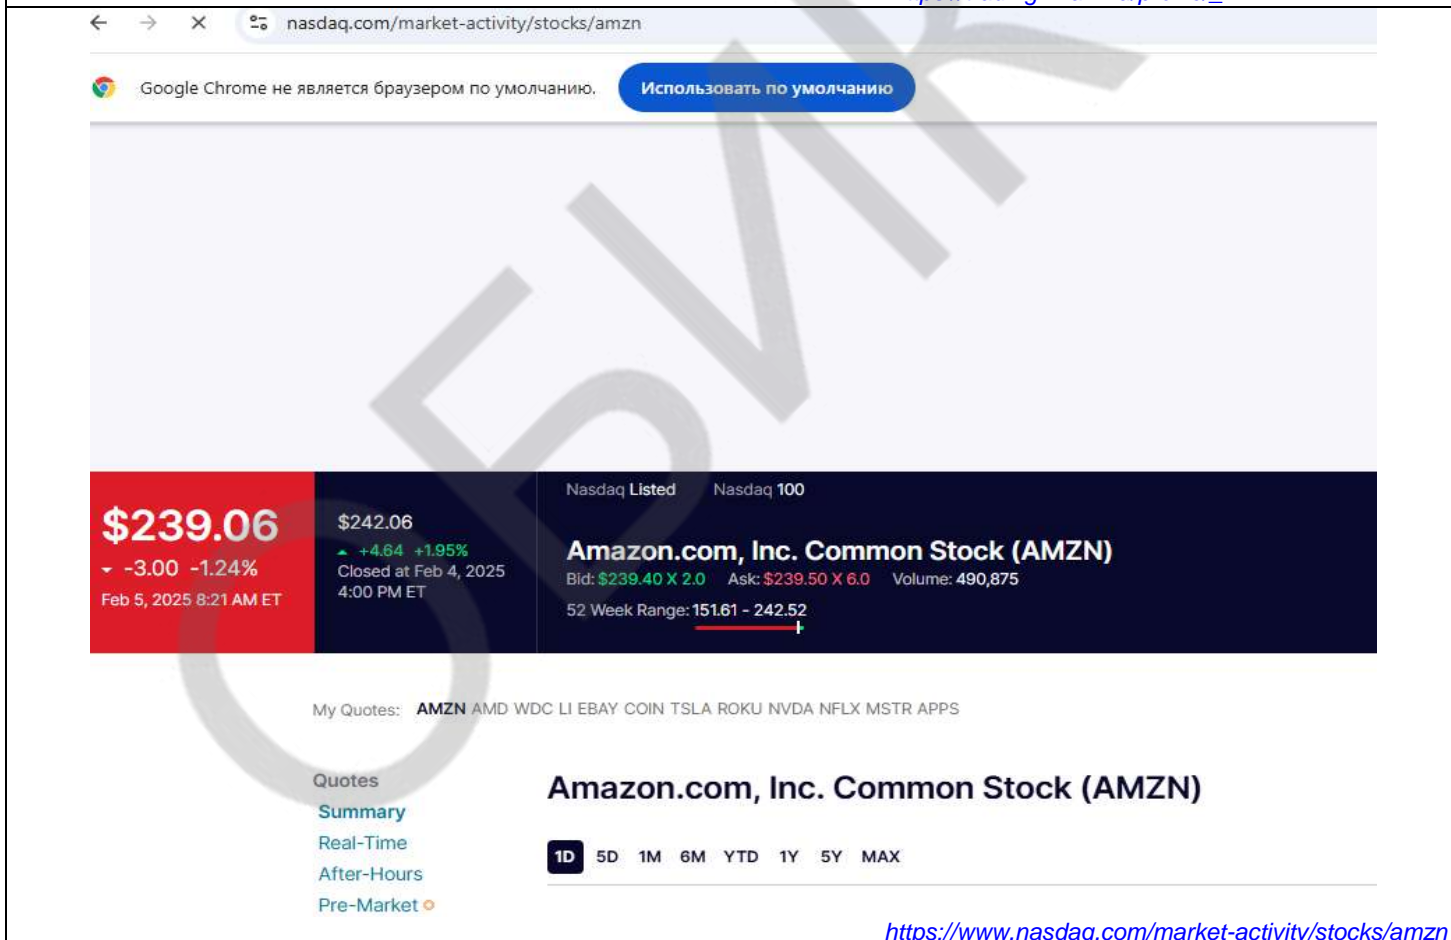 nasdaq.com/market-activity/stocks/amzn
Google Chrome не является браузером по умолчанию. Использовать по умолчанию
ОБИК
Nasdaq Listed Nasdaq 100
$239.06
-3.00 -1.24%
Feb 5, 2025 8:21 AM ET
$242.06
+4.64 +1.95%
Closed at Feb 4, 2025
4:00 PM ET
Amazon.com, Inc. Common Stock (AMZN)
Bid: $239.40 X 2.0 Ask: $239.50 X 6.0 Volume: 490,875
52 Week Range: 151.61 - 242.52
My Quotes: AMZN AMD WDC LI EBAY COIN TSLA ROKU NVDA NFLX MSTR APPS
Quotes
Summary
Real-Time
After-Hours
Pre-Market
Amazon.com, Inc. Common Stock (AMZN)
1D 5D 1M 6M YTD 1Y 5Y MAX
https://www.nasdaq.com/market-activity/stocks/amzn